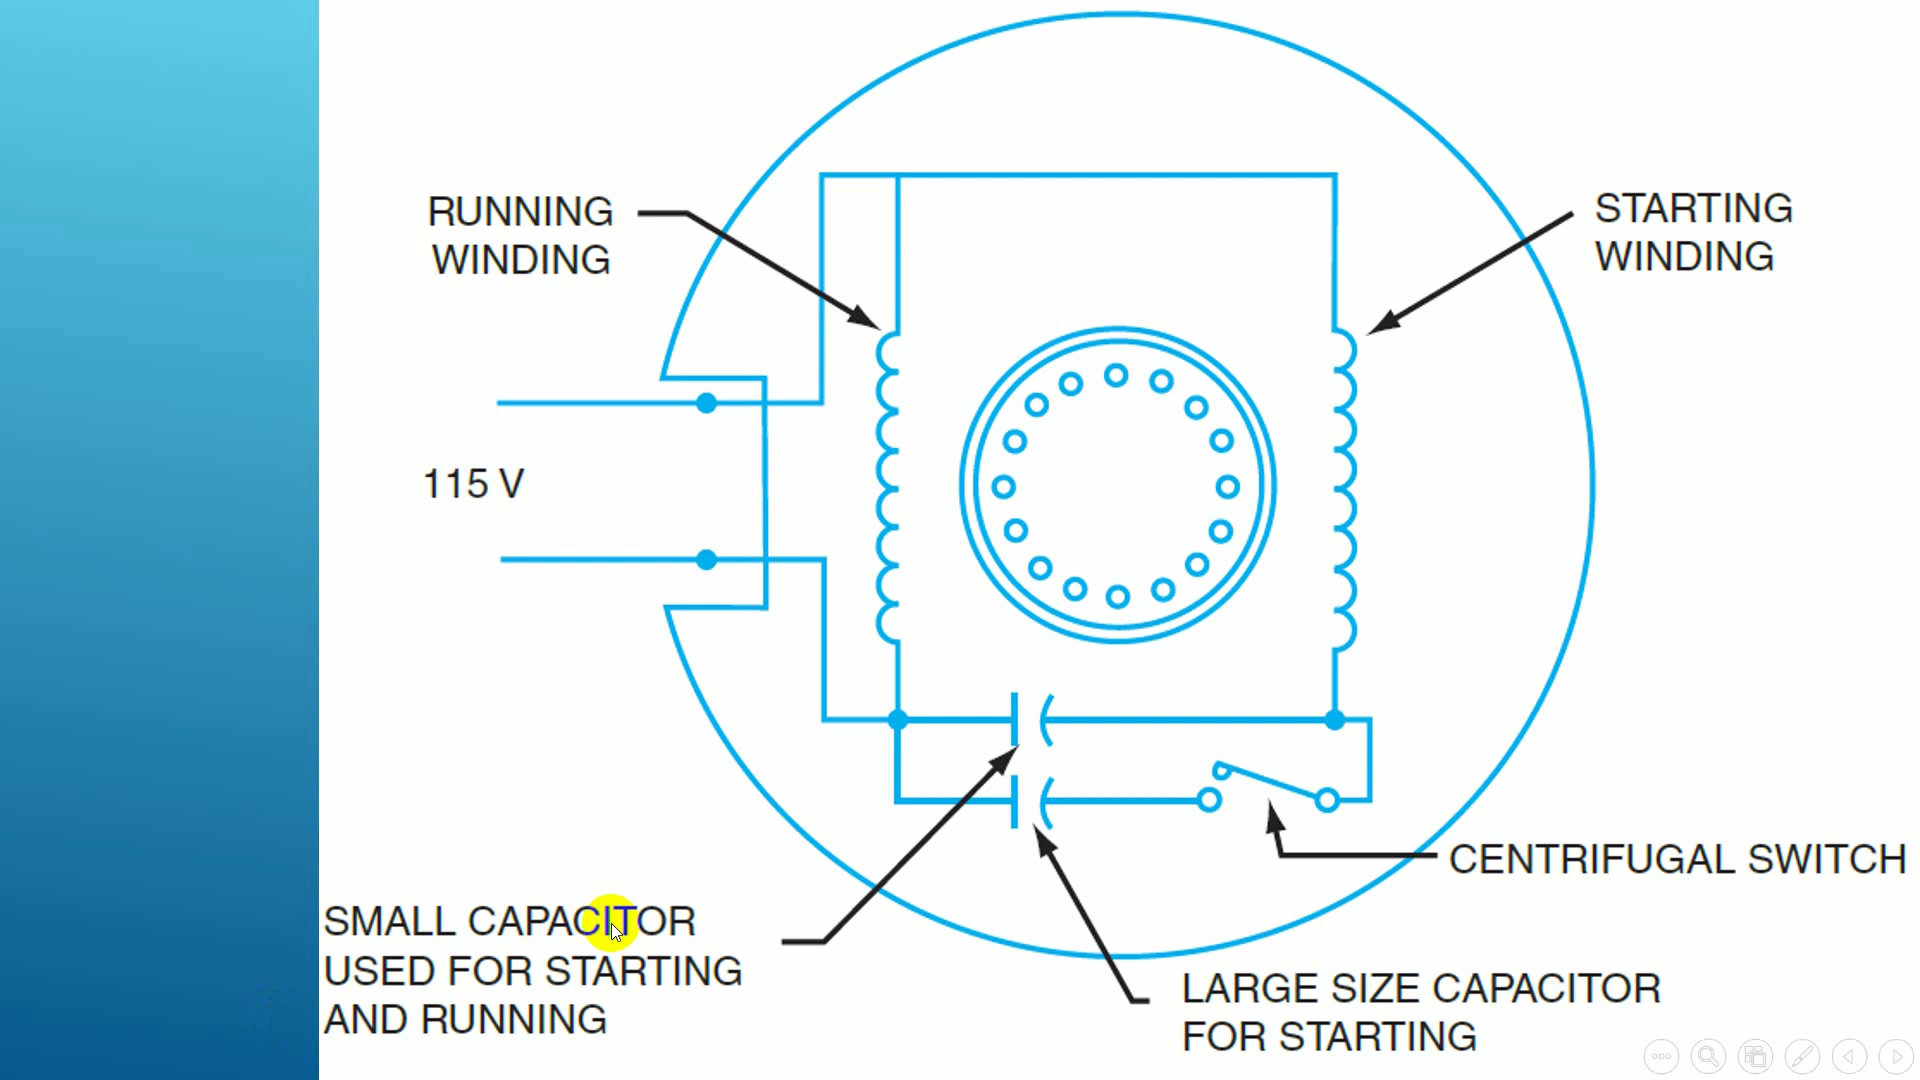 RUNNING
WINDING
STARTING
WINDING
115 V
CENTRIFUGAL SWITCH
SMALL CAPACITOR
USED FOR STARTING
AND RUNNING
LARGE SIZE CAPACITOR
FOR STARTING